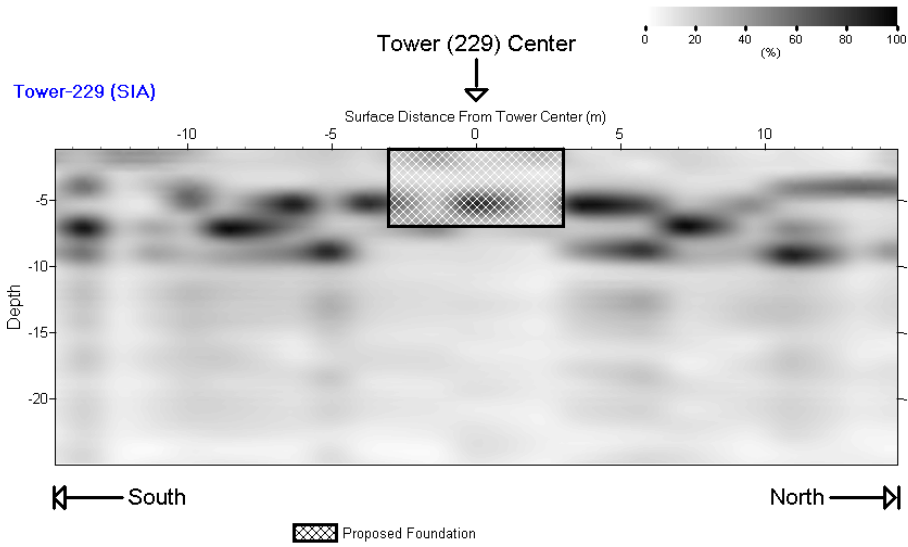 0 20 40 60 80 100
(%)
Tower (229) Center
Tower-229 (SIA)
Surface Distance From Tower Center (m)
-10 -5 0 5 10
-5
-10
-15
-20
Depth
South
North
Proposed Foundation